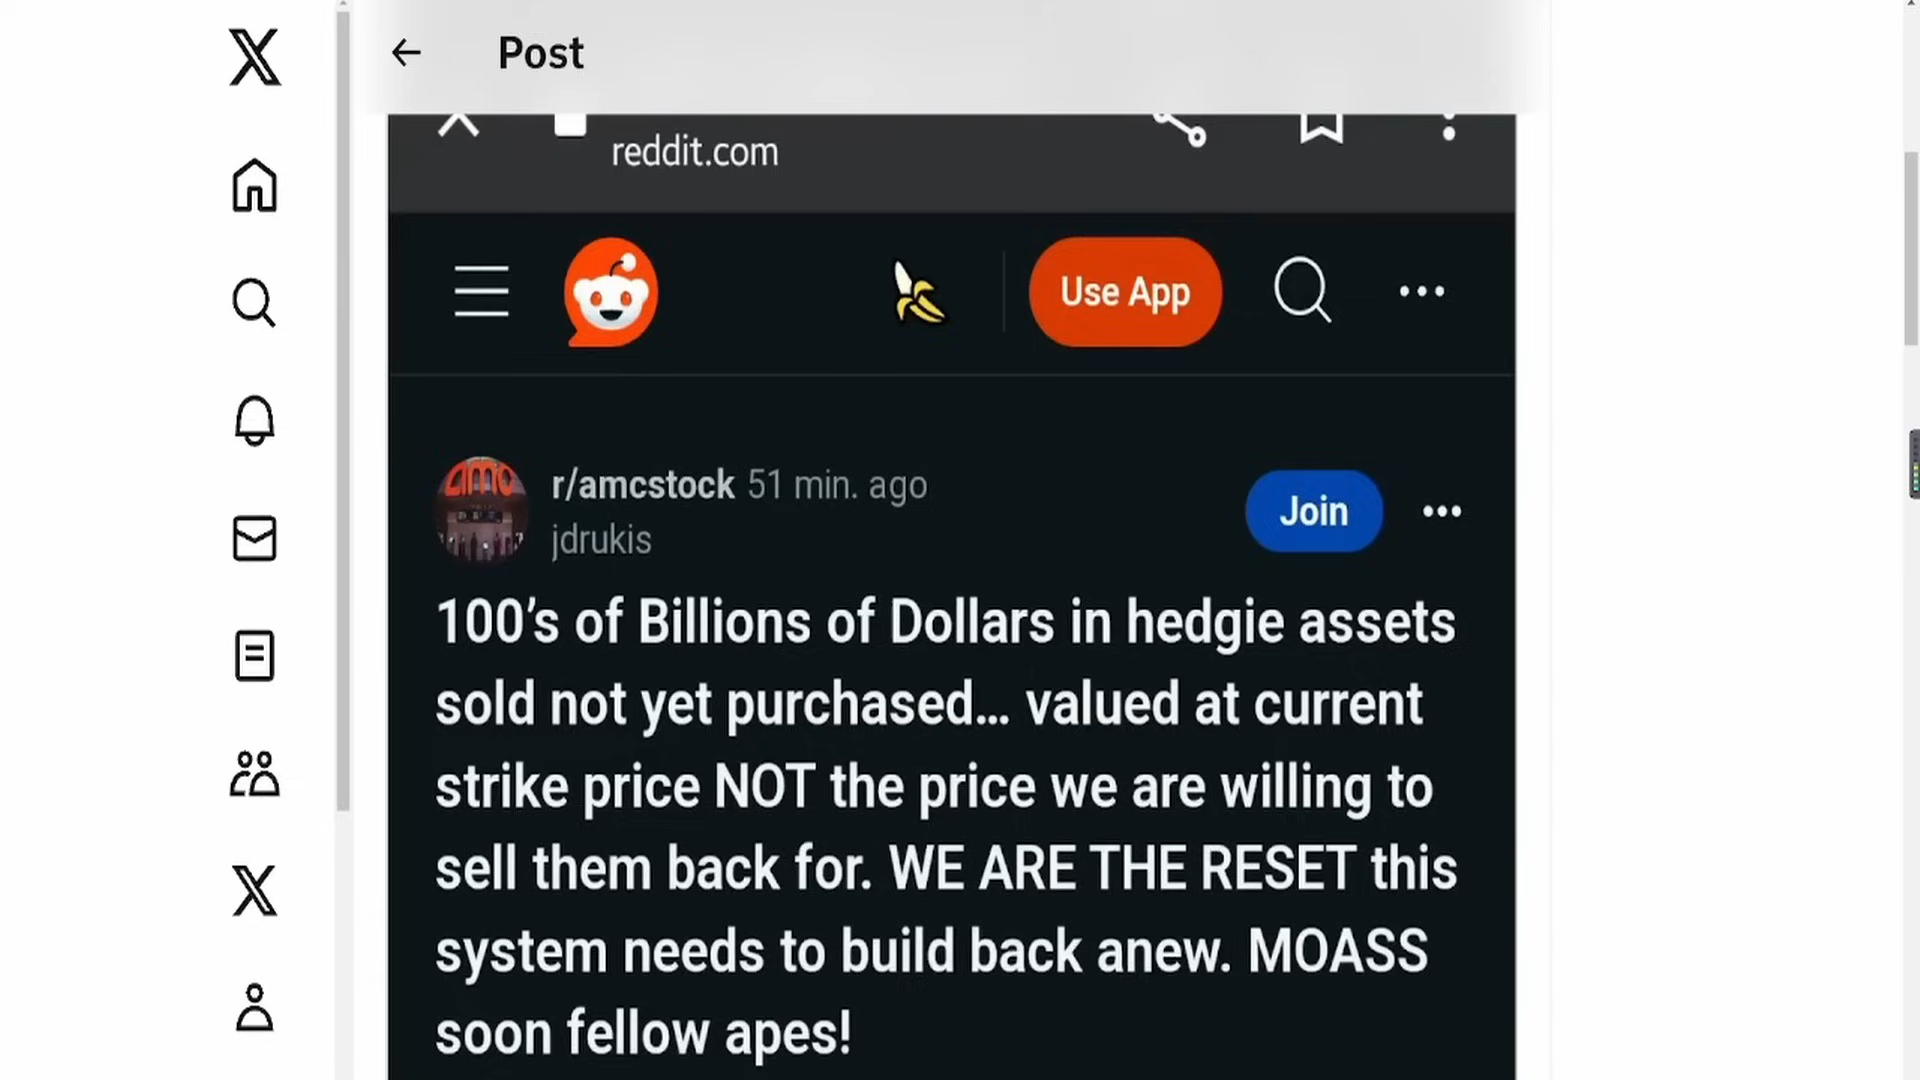 Post
reddit.com
Use App
r/amcstock 51 min. ago
jdrukis
Join
100's of Billions of Dollars in hedgie assets
sold not yet purchased... valued at current
strike price NOT the price we are willing to
sell them back for. WE ARE THE RESET this
system needs to build back anew. MOASS
soon fellow apes!
amc